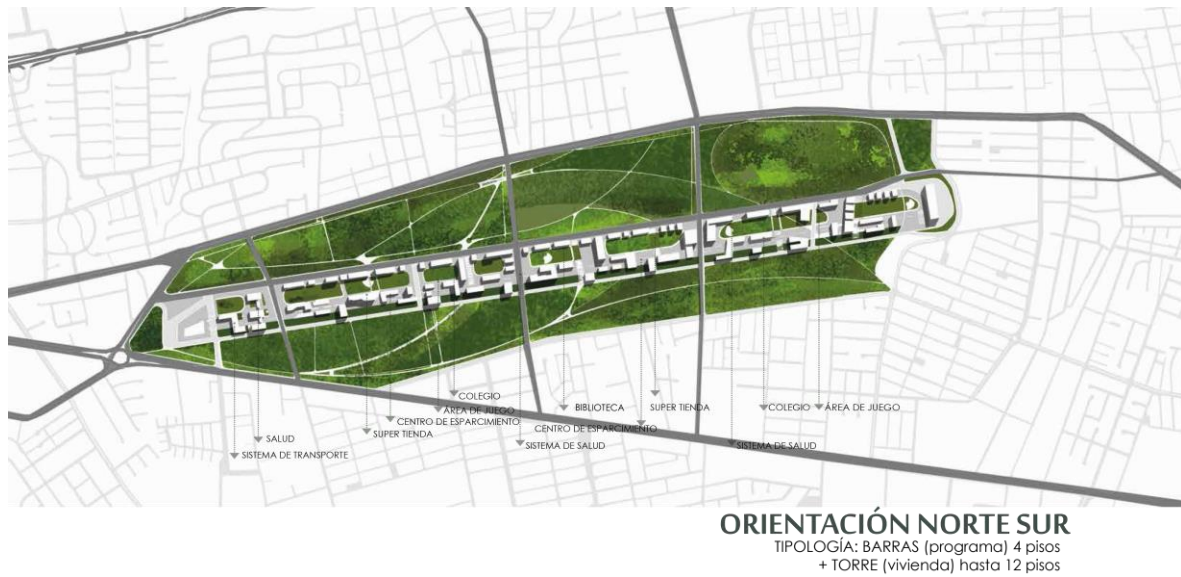 COLEGIO
ÁREA DE JUEGO
CENTRO DE ESPARCIMIENTO
SUPER TIENDA
SALUD
SISTEMA DE TRANSPORTE
BIBLIOTECA
SUPER TIENDA
CENTRO DE ESPARCIMIENTO
SISTEMA DE SALUD
COLEGIO
ÁREA DE JUEGO
SISTEMA DE SALUD
ORIENTACIÓN NORTE SUR
TIPOLOGÍA: BARRAS (programa) 4 pisos
+ TORRE (vivienda) hasta 12 pisos